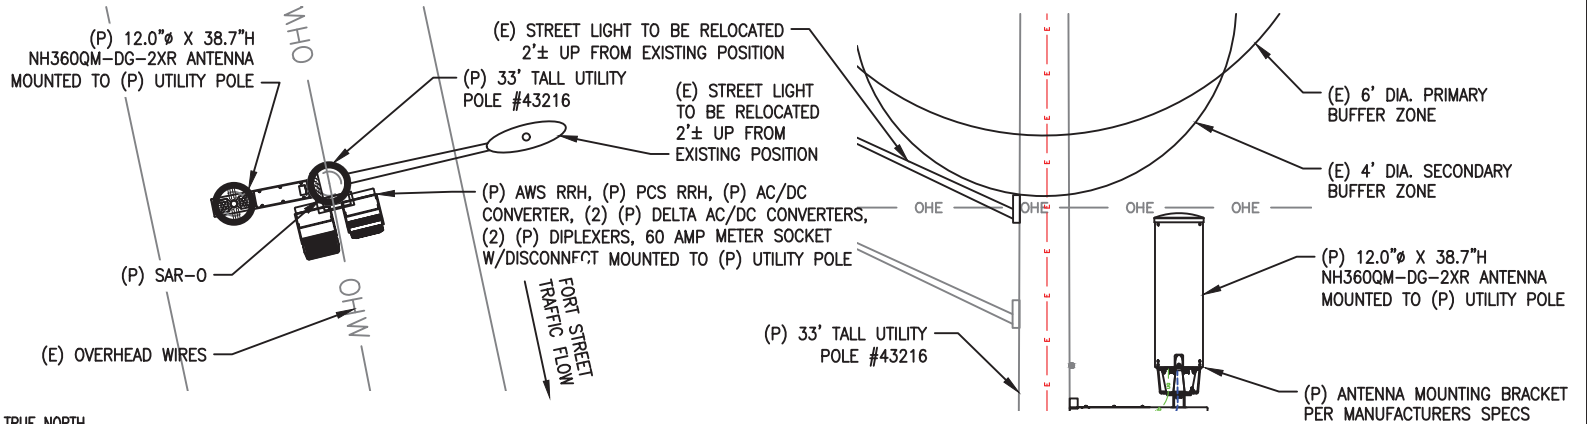 (P) 12.0"ø X 38.7"H
NH360QM-DG-2XR ANTENNA
MOUNTED TO (P) UTILITY POLE
OHW
(E) STREET LIGHT TO BE RELOCATED
2'± UP FROM EXISTING POSITION
(P) 33' TALL UTILITY
POLE #43216
(E) STREET LIGHT
TO BE RELOCATED
2'± UP FROM
EXISTING POSITION
(P) AWS RRH, (P) PCS RRH, (P) AC/DC
CONVERTER, (2) (P) DELTA AC/DC CONVERTERS,
(2) (P) DIPLEXERS, 60 AMP METER SOCKET
W/DISCONNECT MOUNTED TO (P) UTILITY POLE
(P) SAR-O
OHW
(E) OVERHEAD WIRES
FORT STREET
TRAFFIC FLOW
TRUE NORTH
(E) 6' DIA. PRIMARY
BUFFER ZONE
(E) 4' DIA. SECONDARY
BUFFER ZONE
OHE OHE OHE OHE
(P) 12.0"ø X 38.7"H
NH360QM-DG-2XR ANTENNA
MOUNTED TO (P) UTILITY POLE
(P) 33' TALL UTILITY
POLE #43216
(P) ANTENNA MOUNTING BRACKET
PER MANUFACTURERS SPECS